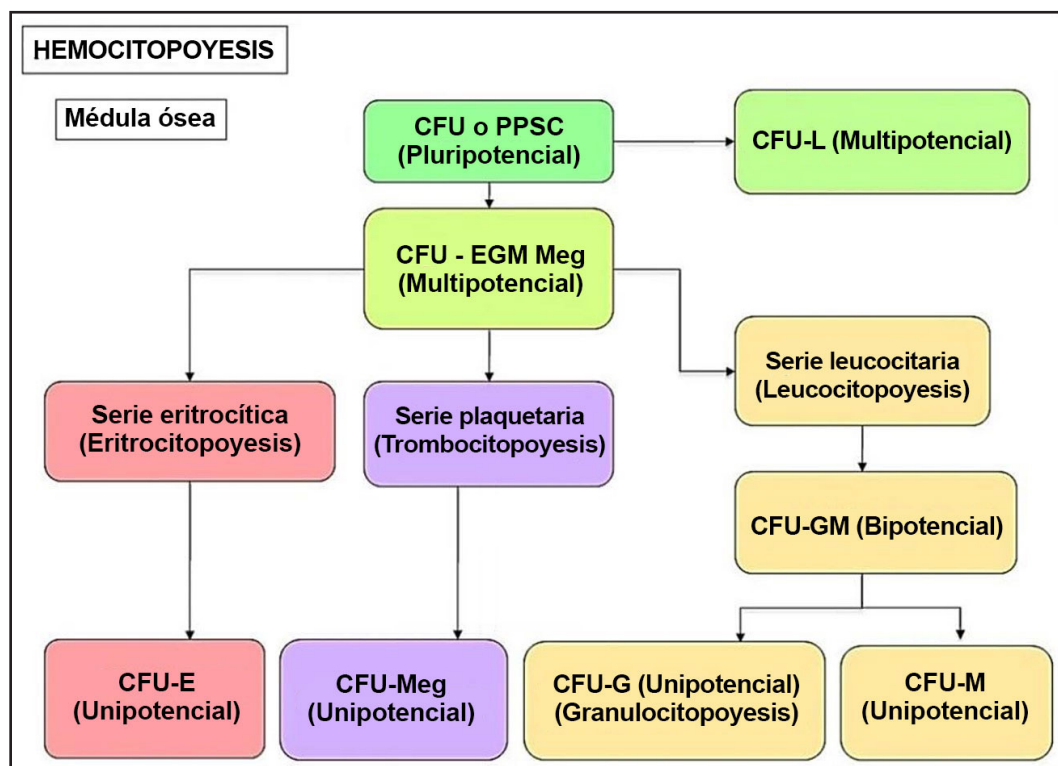 HEMOCITOPOYESIS
Médula ósea
CFU o PPSC
(Pluripotencial)
CFU-L (Multipotencial)
CFU - EGM Meg
(Multipotencial)
Serie leucocitaria
(Leucocitopoyesis)
Serie eritrocítica
(Eritrocitopoyesis)
Serie plaquetaria
(Trombocitopoyesis)
CFU-GM (Bipotencial)
CFU-E
(Unipotencial)
CFU-Meg
(Unipotencial)
CFU-G (Unipotencial)
(Granulocitopoyesis)
CFU-M
(Unipotencial)